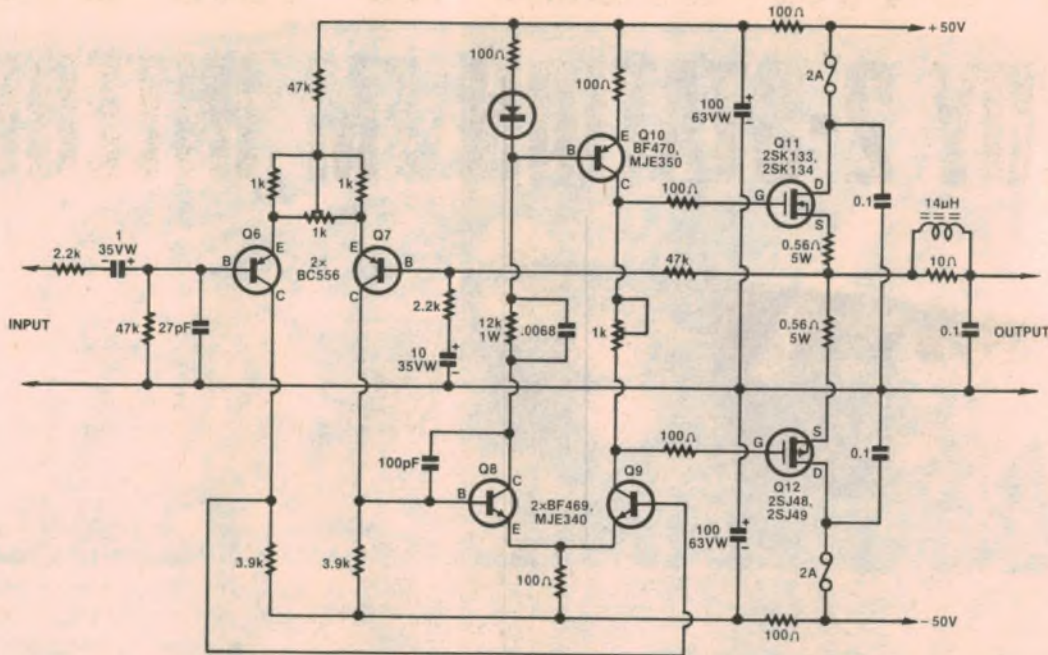 100Ω
+50V
100Ω
100Ω
2A
47k
100
63VW
+
−
Q10
BF470,
MJE350
E
B
C
Q11
2SK133,
2SK134
D
G
S
100Ω
0.1
14µH
1k
1k
1k
2.2k
1
35VW
−
+
Q6
E
B
C
Q7
E
B
C
2×
BC556
47k
0.56Ω
5W
10Ω
INPUT
47k
27pF
2.2k
10
35VW
+
−
12k
1W
.0068
1k
0.56Ω
5W
0.1
OUTPUT
100pF
Q8
B
C
E
2×BF469,
MJE340
Q9
100Ω
G
S
D
Q12
2SJ48,
2SJ49
0.1
100
63VW
+
−
3.9k
3.9k
100Ω
2A
100Ω
−50V